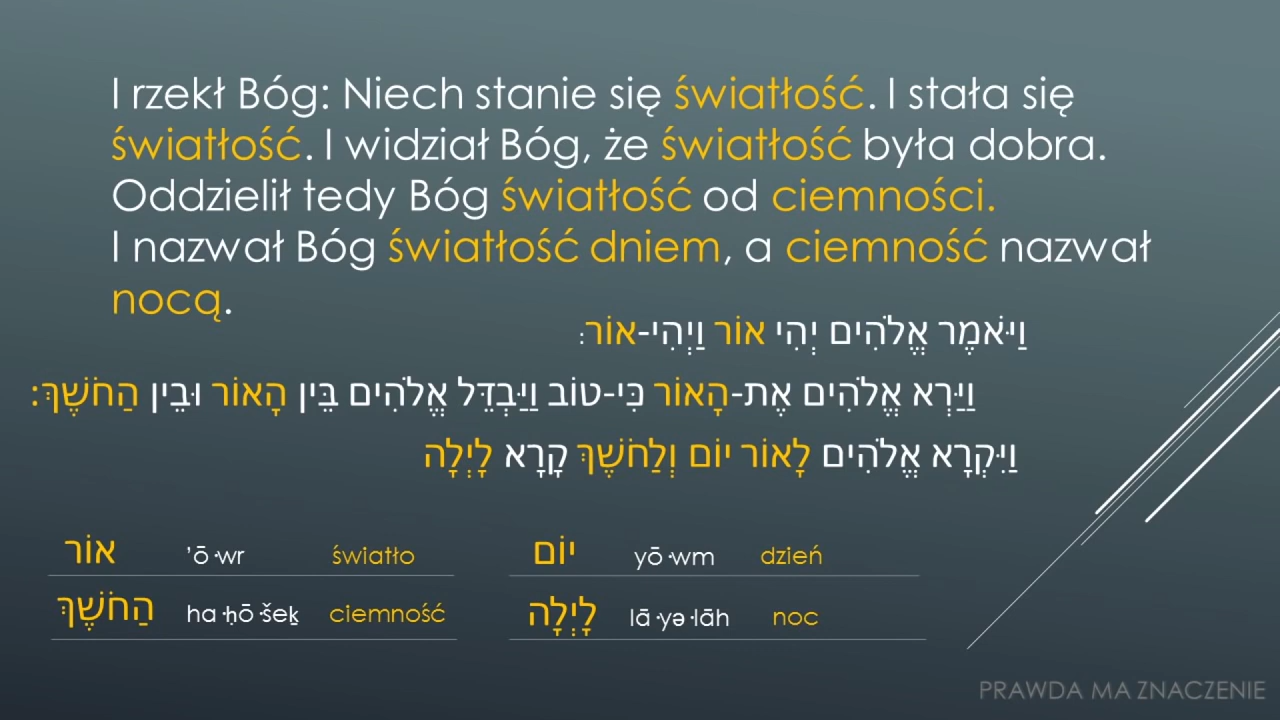 I rzekł Bóg: Niech stanie się światłość. I stała się
światłość. I widział Bóg, że światłość była dobra.
Oddzielił tedy Bóg światłość od ciemności.
I nazwał Bóg światłość dniem, a ciemność nazwał
nocą.
וַיֹּאמֶר אֱלֹהִים יְהִי אוֹר וַיְהִי-אוֹר:
וַיַּרְא אֱלֹהִים אֶת-הָאוֹר כִּי-טוֹב וַיַּבְדֵּל אֱלֹהִים בֵּין הָאוֹר וּבֵין הַחֹשֶׁךְ:
וַיִּקְרָא אֱלֹהִים לָאוֹר יוֹם וְלַחֹשֶׁךְ קָרָא לָיְלָה
אוֹר ’ō·wr światło יוֹם yō·wm dzień
הַחֹשֶׁךְ ha·ḥō·šeḵ ciemność לָיְלָה lā·yə·lāh noc
PRAWDA MA ZNACZENIE